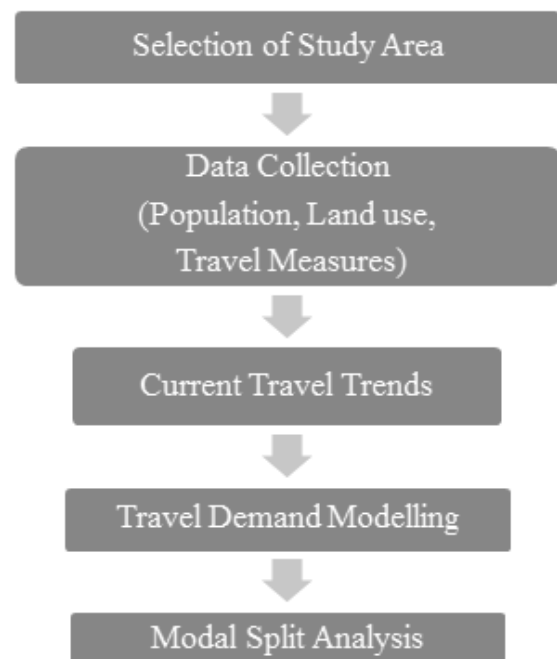 Selection of Study Area
Data Collection
(Population, Land use,
Travel Measures)
Current Travel Trends
Travel Demand Modelling
Modal Split Analysis